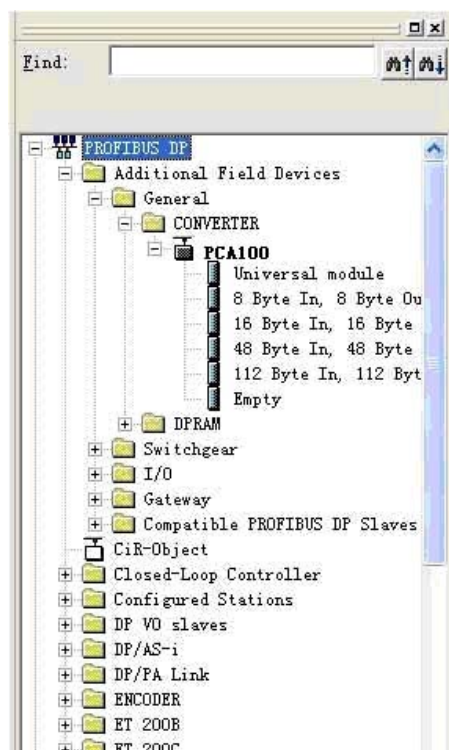 Find:
PROFIBUS DP
Additional Field Devices
General
CONVERTER
PCA100
Universal module
8 Byte In, 8 Byte Ou
16 Byte In, 16 Byte
48 Byte In, 48 Byte
112 Byte In, 112 Byt
Empty
DPRAM
Switchgear
I/O
Gateway
Compatible PROFIBUS DP Slaves
CiR-Object
Closed-Loop Controller
Configured Stations
DP V0 slaves
DP/AS-i
DP/PA Link
ENCODER
ET 200B
ET 200C